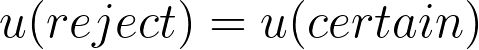 u(reject) = u(certain)